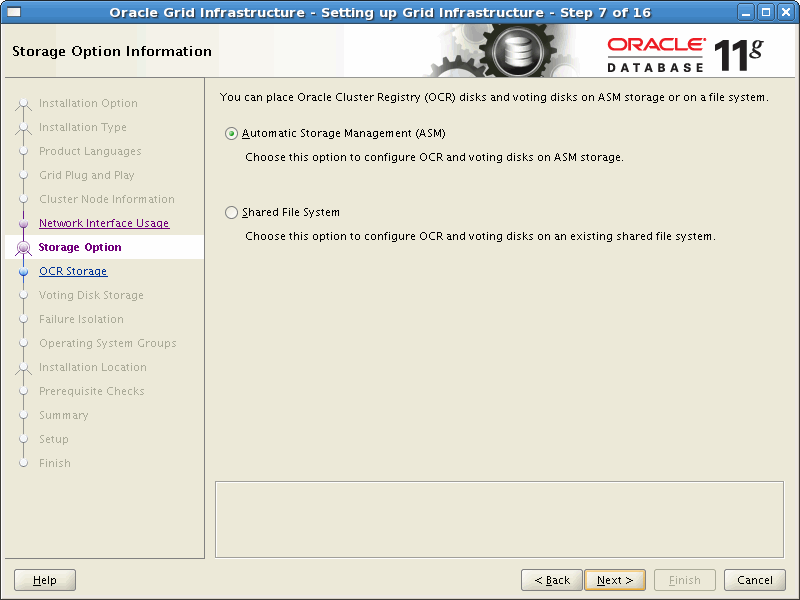 Oracle Grid Infrastructure - Setting up Grid Infrastructure - Step 7 of 16
Storage Option Information
ORACLE
DATABASE 11g
Installation Option
Installation Type
Product Languages
Grid Plug and Play
Cluster Node Information
Network Interface Usage
Storage Option
OCR Storage
Voting Disk Storage
Failure Isolation
Operating System Groups
Installation Location
Prerequisite Checks
Summary
Setup
Finish
You can place Oracle Cluster Registry (OCR) disks and voting disks on ASM storage or on a file system.
Automatic Storage Management (ASM)
Choose this option to configure OCR and voting disks on ASM storage.
Shared File System
Choose this option to configure OCR and voting disks on an existing shared file system.
Help
< Back
Next >
Finish
Cancel